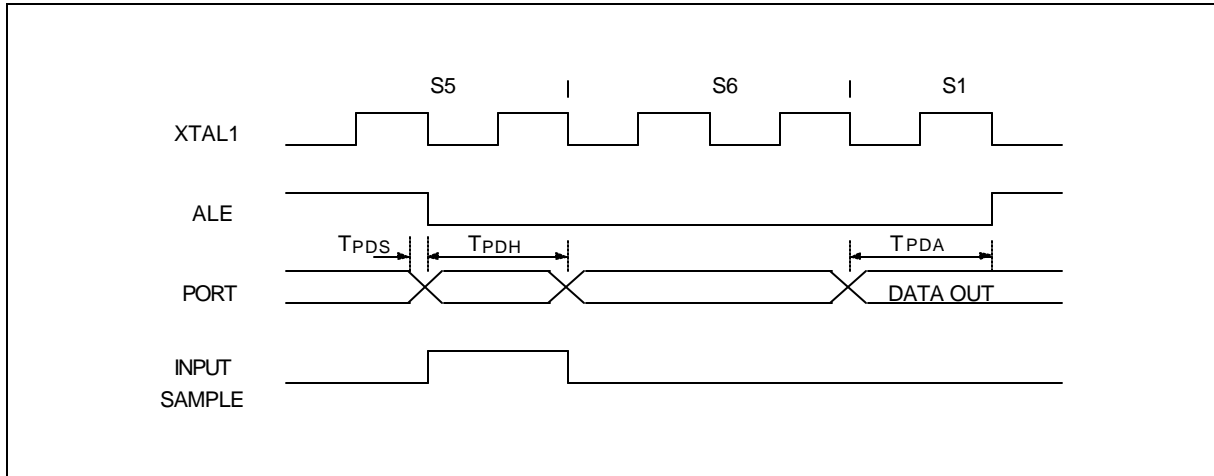 S5 | S6 | S1
XTAL1
ALE
TPDS TPDH TPDA
PORT DATA OUT
INPUT
SAMPLE